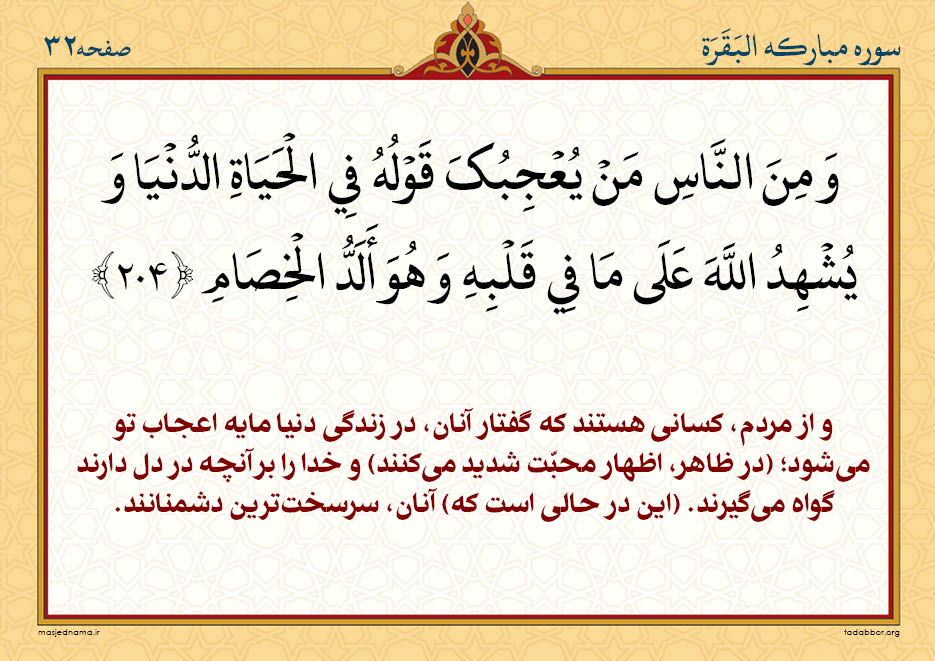 سوره مبارکه البَقَرَة
صفحه۳۲
وَ مِنَ النَّاسِ مَنْ يُعْجِبُکَ قَوْلُهُ فِي الْحَيَاةِ الدُّنْيَا وَ
يُشْهِدُ اللَّهَ عَلَى مَا فِي قَلْبِهِ وَ هُوَ أَلَدُّ الْخِصَامِ ﴿۲۰۴﴾
و از مردم، کسانی هستند که گفتار آنان، در زندگی دنیا مایه اعجاب تو
می‌شود؛ (در ظاهر، اظهار محبّت شدید می‌کنند) و خدا را بر آنچه در دل دارند
گواه می‌گیرند. (این در حالی است که) آنان، سرسخت‌ترین دشمنانند.
masjednama.ir
tadabbor.org